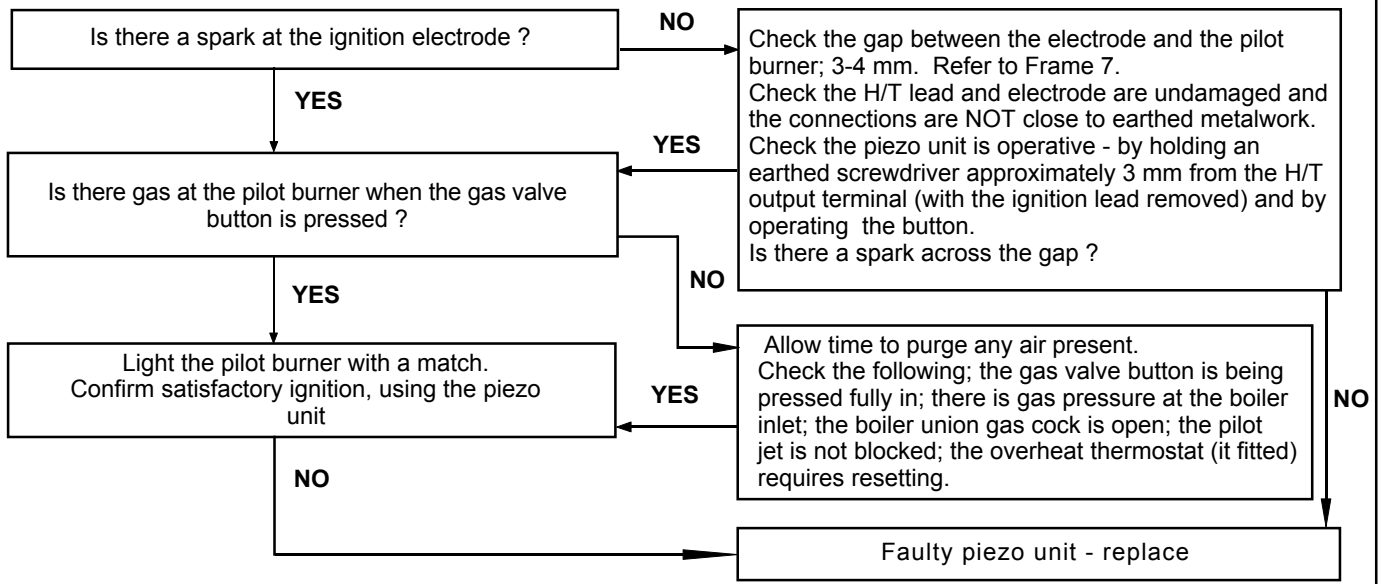 Is there a spark at the ignition electrode ?
NO
Check the gap between the electrode and the pilot
burner; 3-4 mm. Refer to Frame 7.
Check the H/T lead and electrode are undamaged and
the connections are NOT close to earthed metalwork.
Check the piezo unit is operative - by holding an
earthed screwdriver approximately 3 mm from the H/T
output terminal (with the ignition lead removed) and by
operating the button.
Is there a spark across the gap ?
YES
YES
Is there gas at the pilot burner when the gas valve
button is pressed ?
NO
YES
Allow time to purge any air present.
Check the following; the gas valve button is being
pressed fully in; there is gas pressure at the boiler
inlet; the boiler union gas cock is open; the pilot
jet is not blocked; the overheat thermostat (it fitted)
requires resetting.
YES
NO
Light the pilot burner with a match.
Confirm satisfactory ignition, using the piezo
unit
NO
Faulty piezo unit - replace